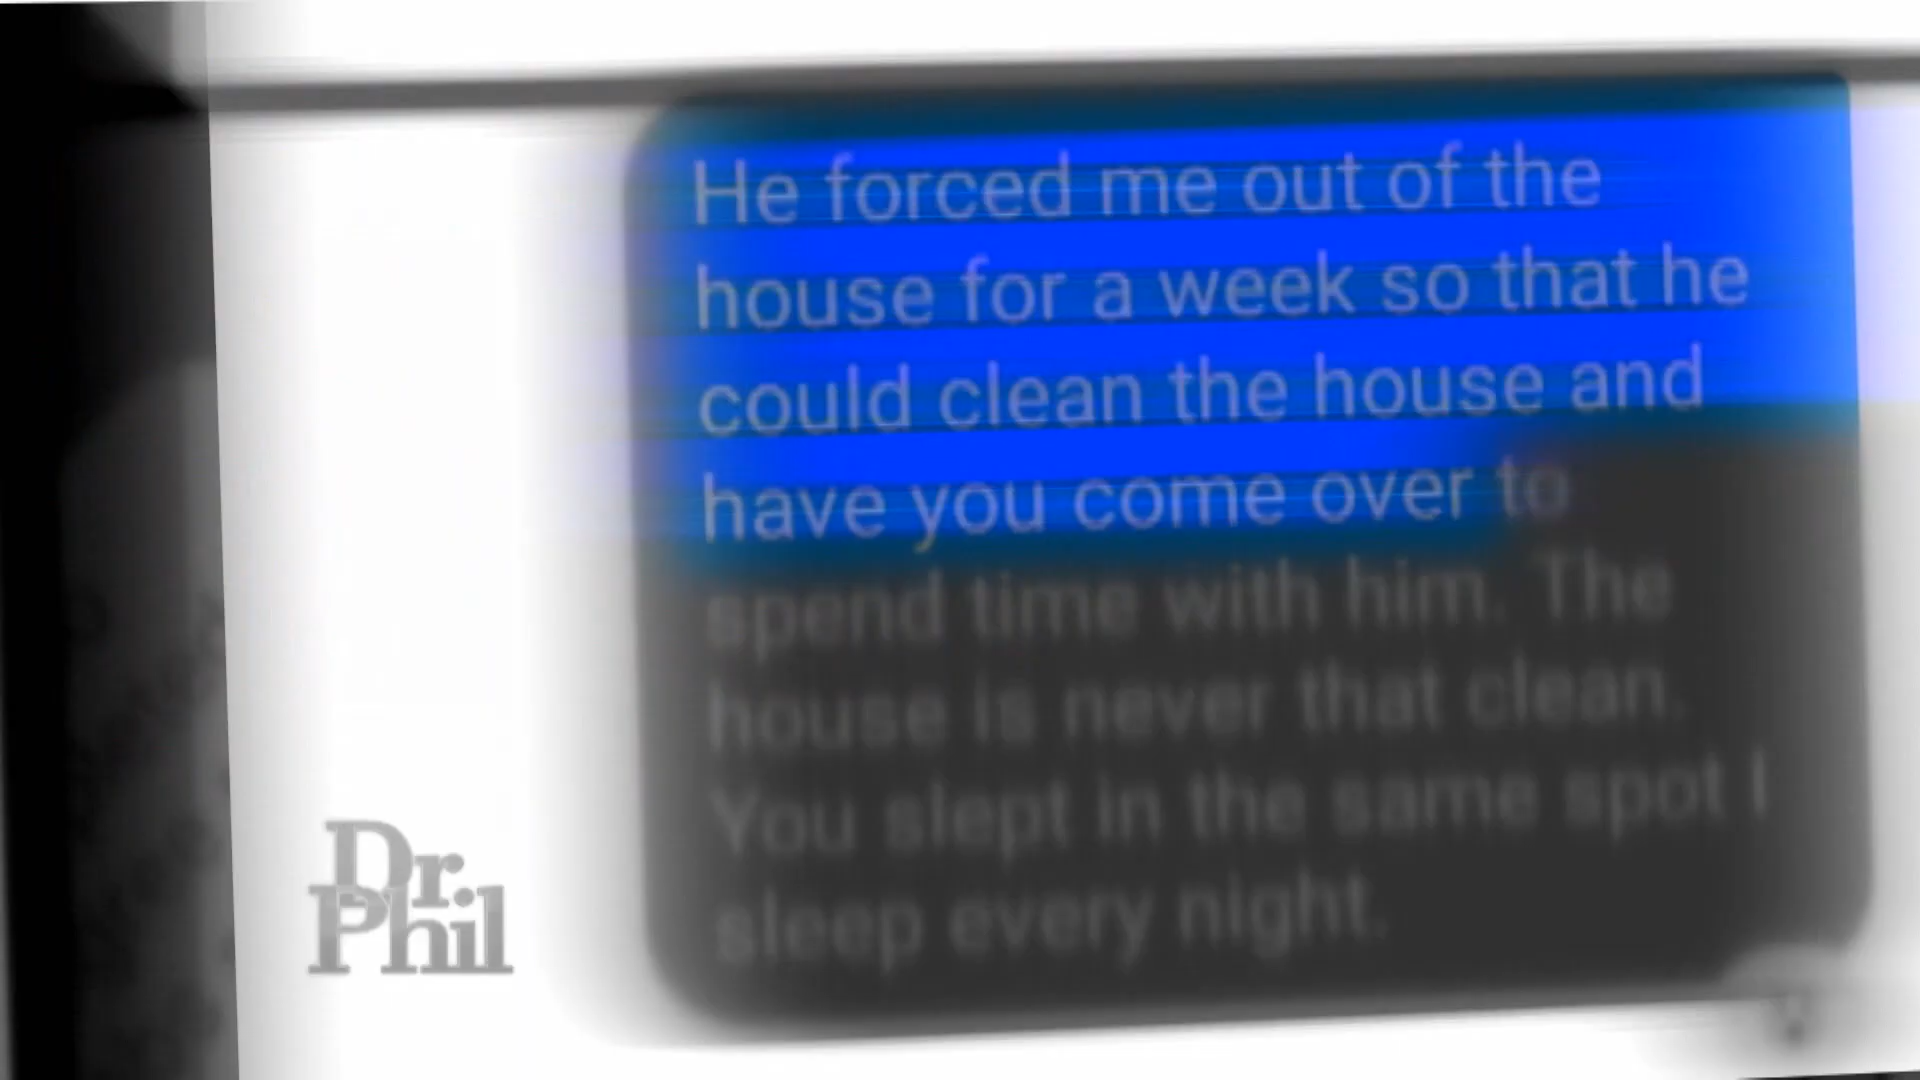 He forced me out of the
house for a week so that he
could clean the house and
have you come over to
spend time with him. The
house is never that clean.
You slept in the same spot I
sleep every night.
Dr.
Phil